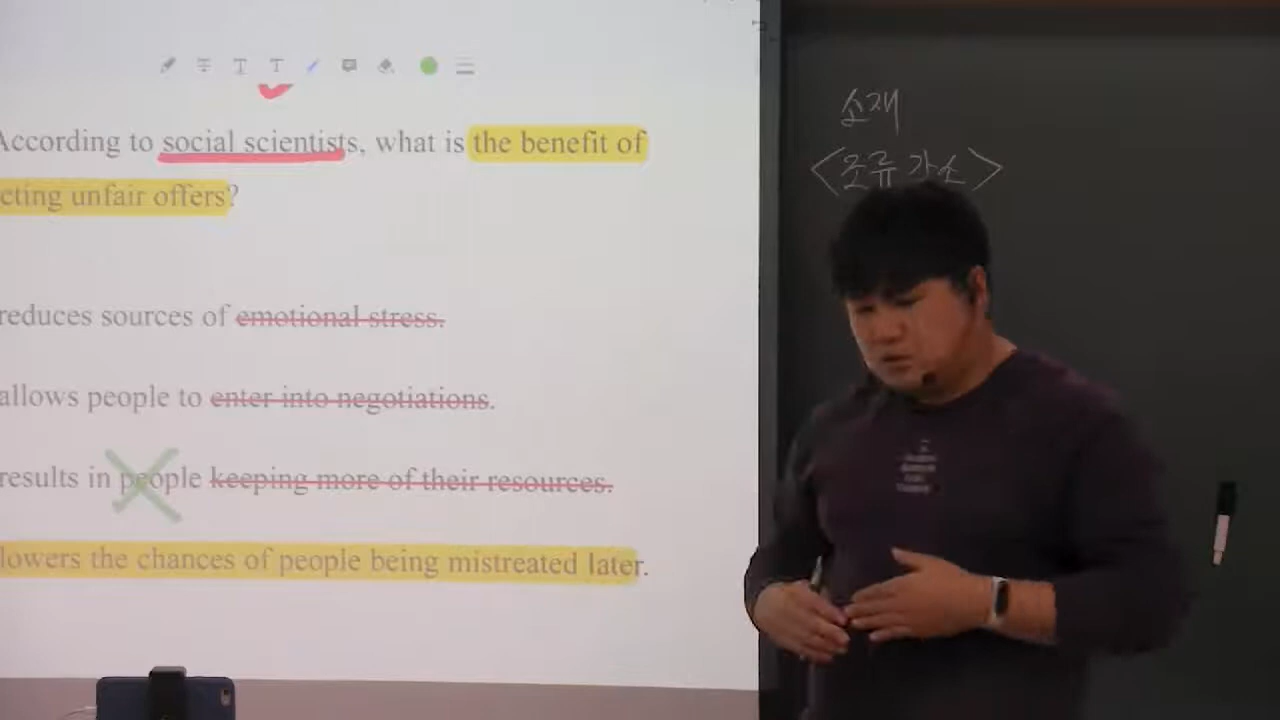 According to social scientists, what is the benefit of
cting unfair offers?
reduces sources of emotional stress.
allows people to enter into negotiations.
results in people keeping more of their resources.
lowers the chances of people being mistreated later.
소재
<조류 가소>